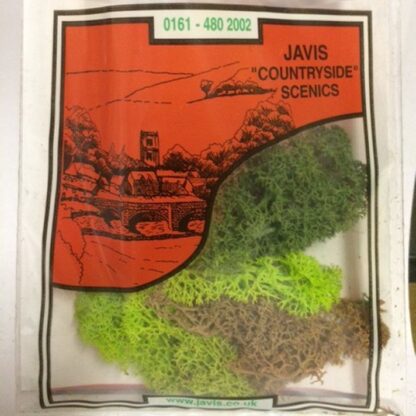 0161 - 480 2002
JAVIS
"COUNTRYSIDE"
SCENICS
www.javis.co.uk